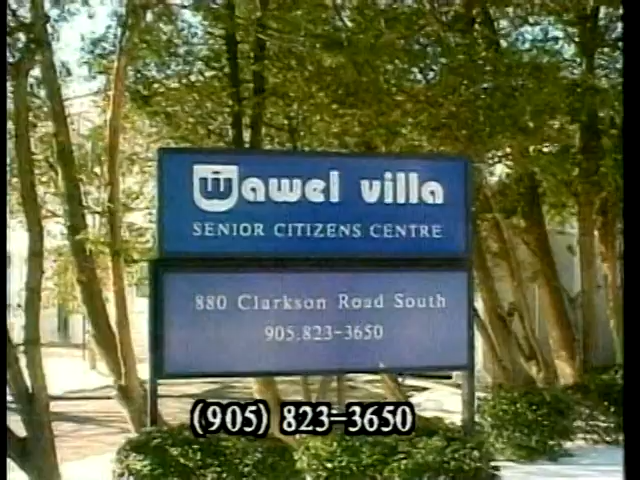 wawel villa
SENIOR CITIZENS CENTRE
880 Clarkson Road South
905.823-3650
(905) 823-3650